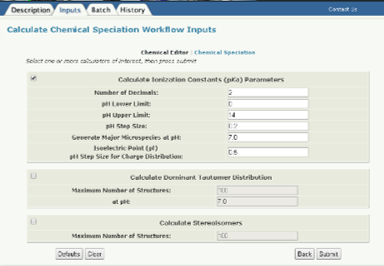 Description Inputs Batch History Contact Us
Calculate Chemical Speciation Workflow Inputs
Chemical Editor | Chemical Speciation
Select one or more calculators of interest, then press submit
Calculate Ionization Constants (pKa) Parameters
Number of Decimals: 2
pH Lower Limit: 0
pH Upper Limit: 14
pH Step Size: 0.2
Generate Major Microspecies at pH: 7.0
Isoelectric Point (pI)
pH Step Size for Charge Distribution: 0.5
Calculate Dominant Tautomer Distribution
Maximum Number of Structures: 100
at pH: 7.0
Calculate Stereoisomers
Maximum Number of Structures: 100
Defaults Clear Back Submit